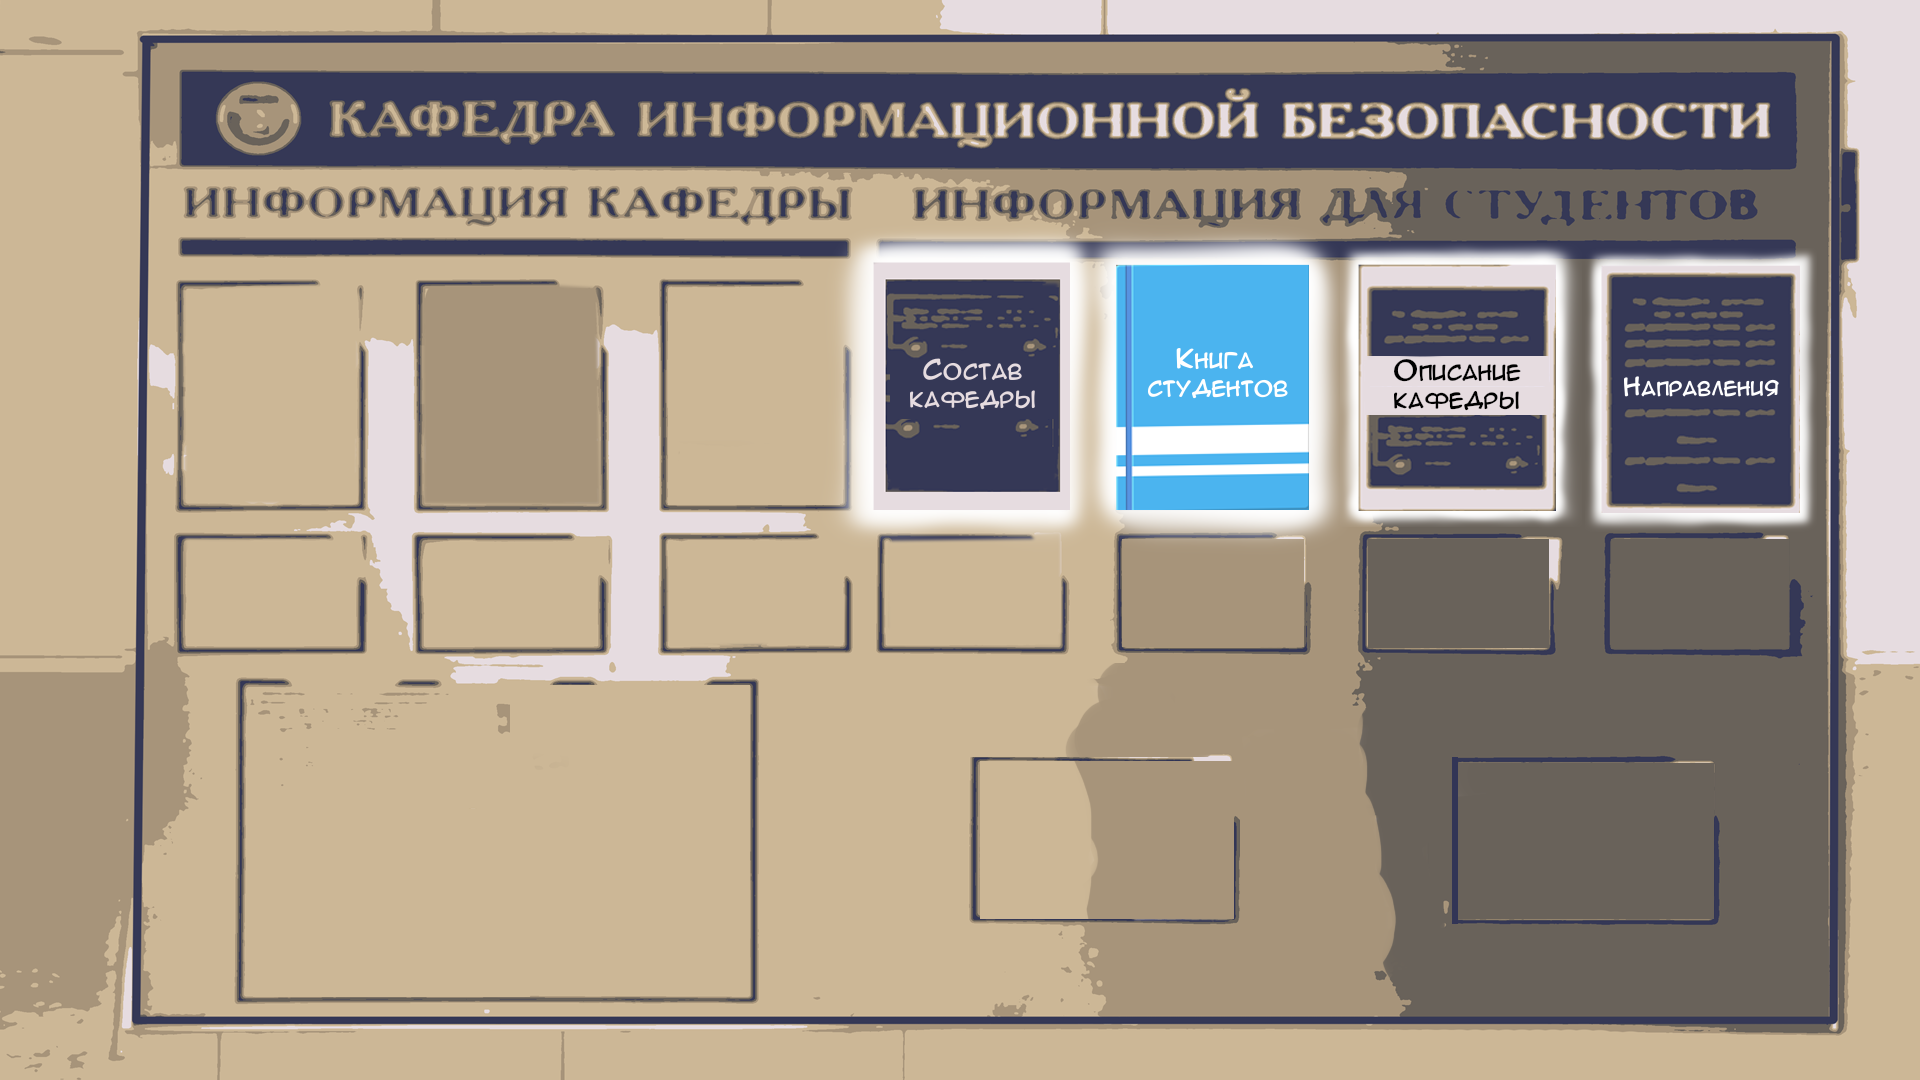 КАФЕДРА ИНФОРМАЦИОННОЙ БЕЗОПАСНОСТИ
ИНФОРМАЦИЯ КАФЕДРЫ
ИНФОРМАЦИЯ ДЛЯ СТУДЕНТОВ
Состав
кафедры
Книга
студентов
Описание
кафедры
Направления